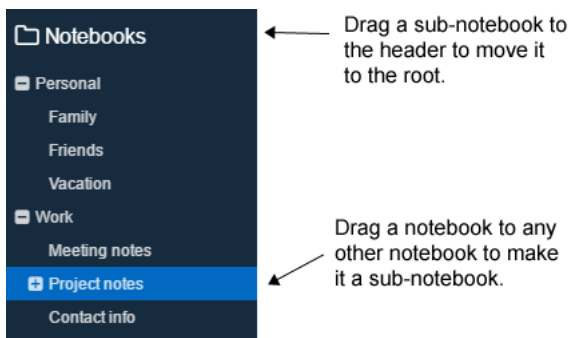 Notebooks
Personal
Family
Friends
Vacation
Work
Meeting notes
Project notes
Contact info
Drag a sub-notebook to
the header to move it
to the root.
Drag a notebook to any
other notebook to make
it a sub-notebook.